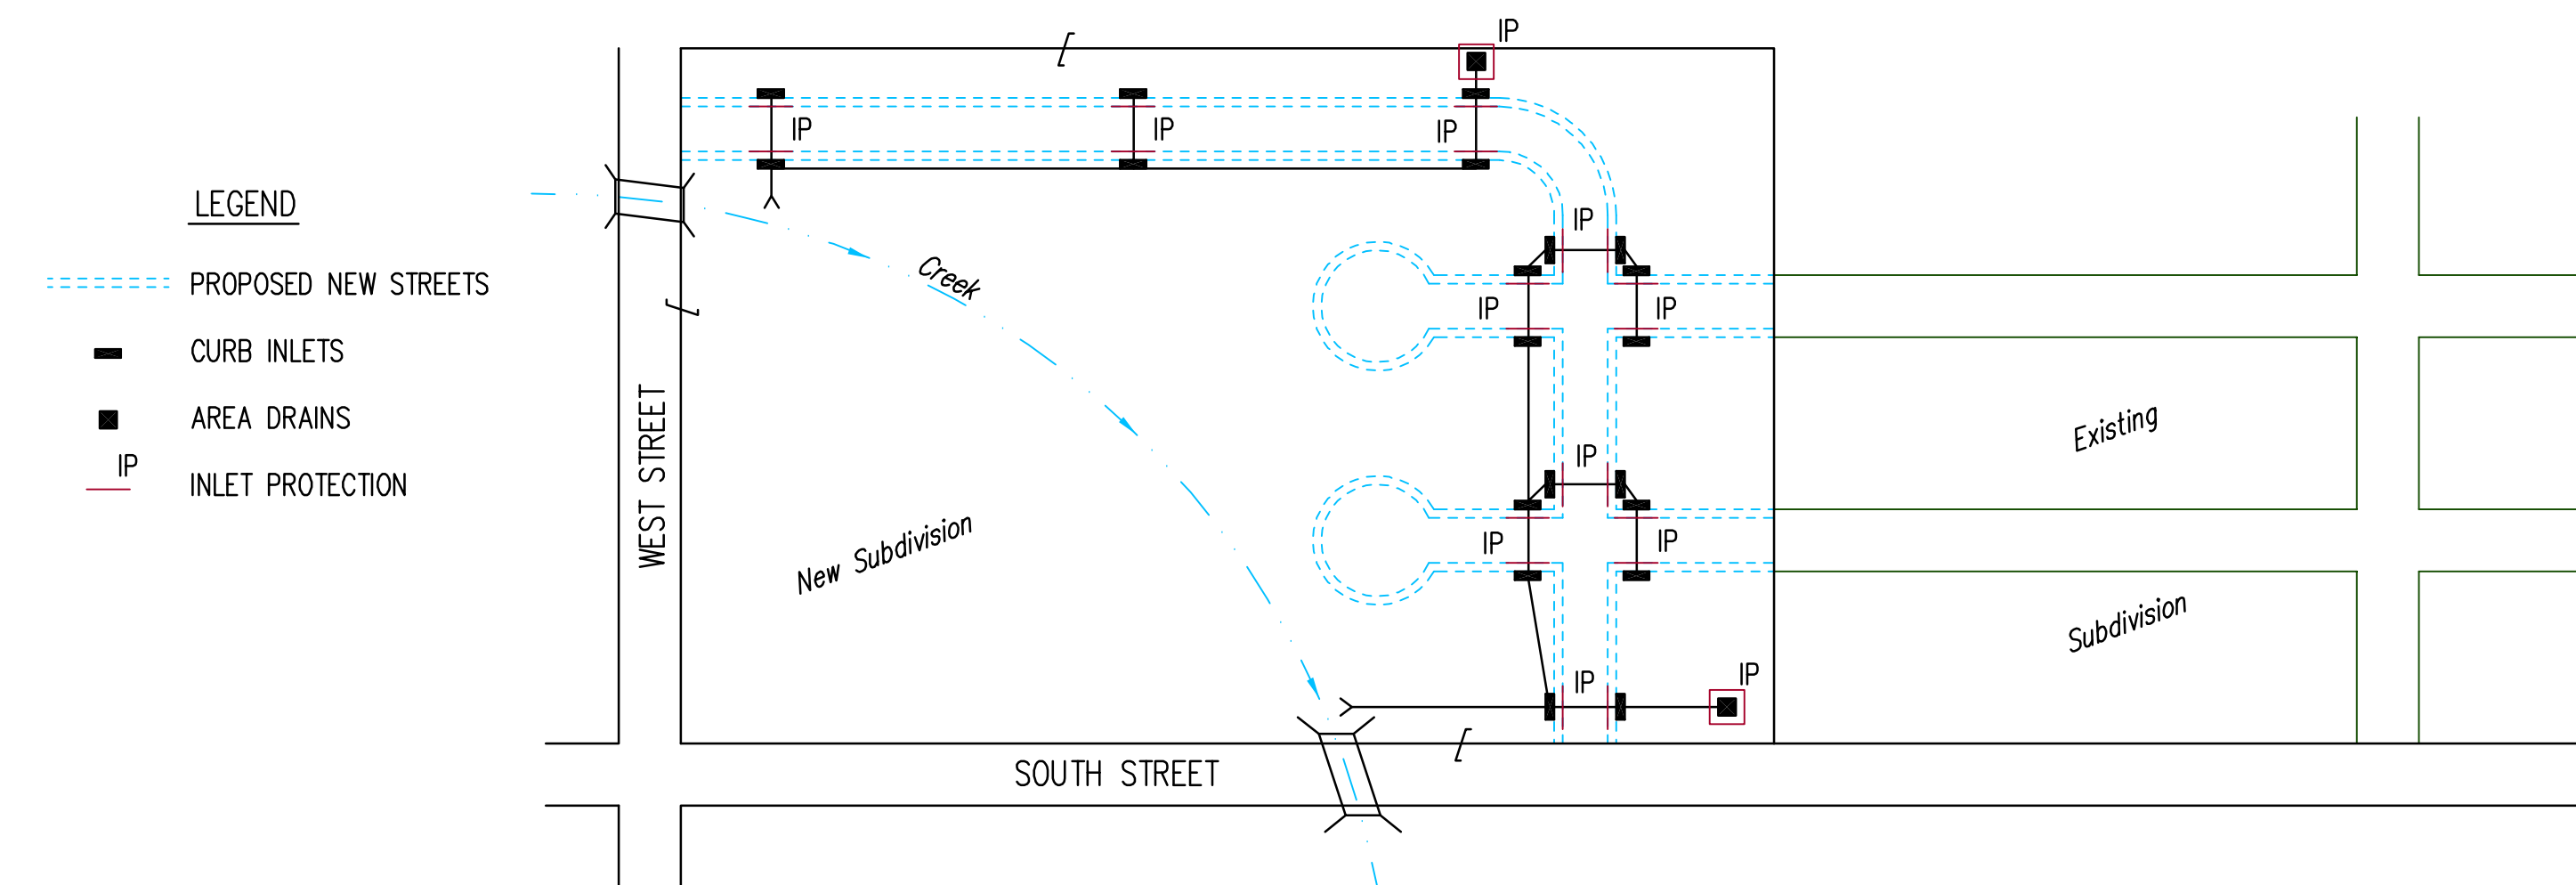 LEGEND
PROPOSED NEW STREETS
CURB INLETS
AREA DRAINS
IP
INLET PROTECTION
IP
IP
IP
IP
IP
IP
IP
IP
IP
IP
IP
IP
Creek
WEST STREET
New Subdivision
SOUTH STREET
Existing
Subdivision